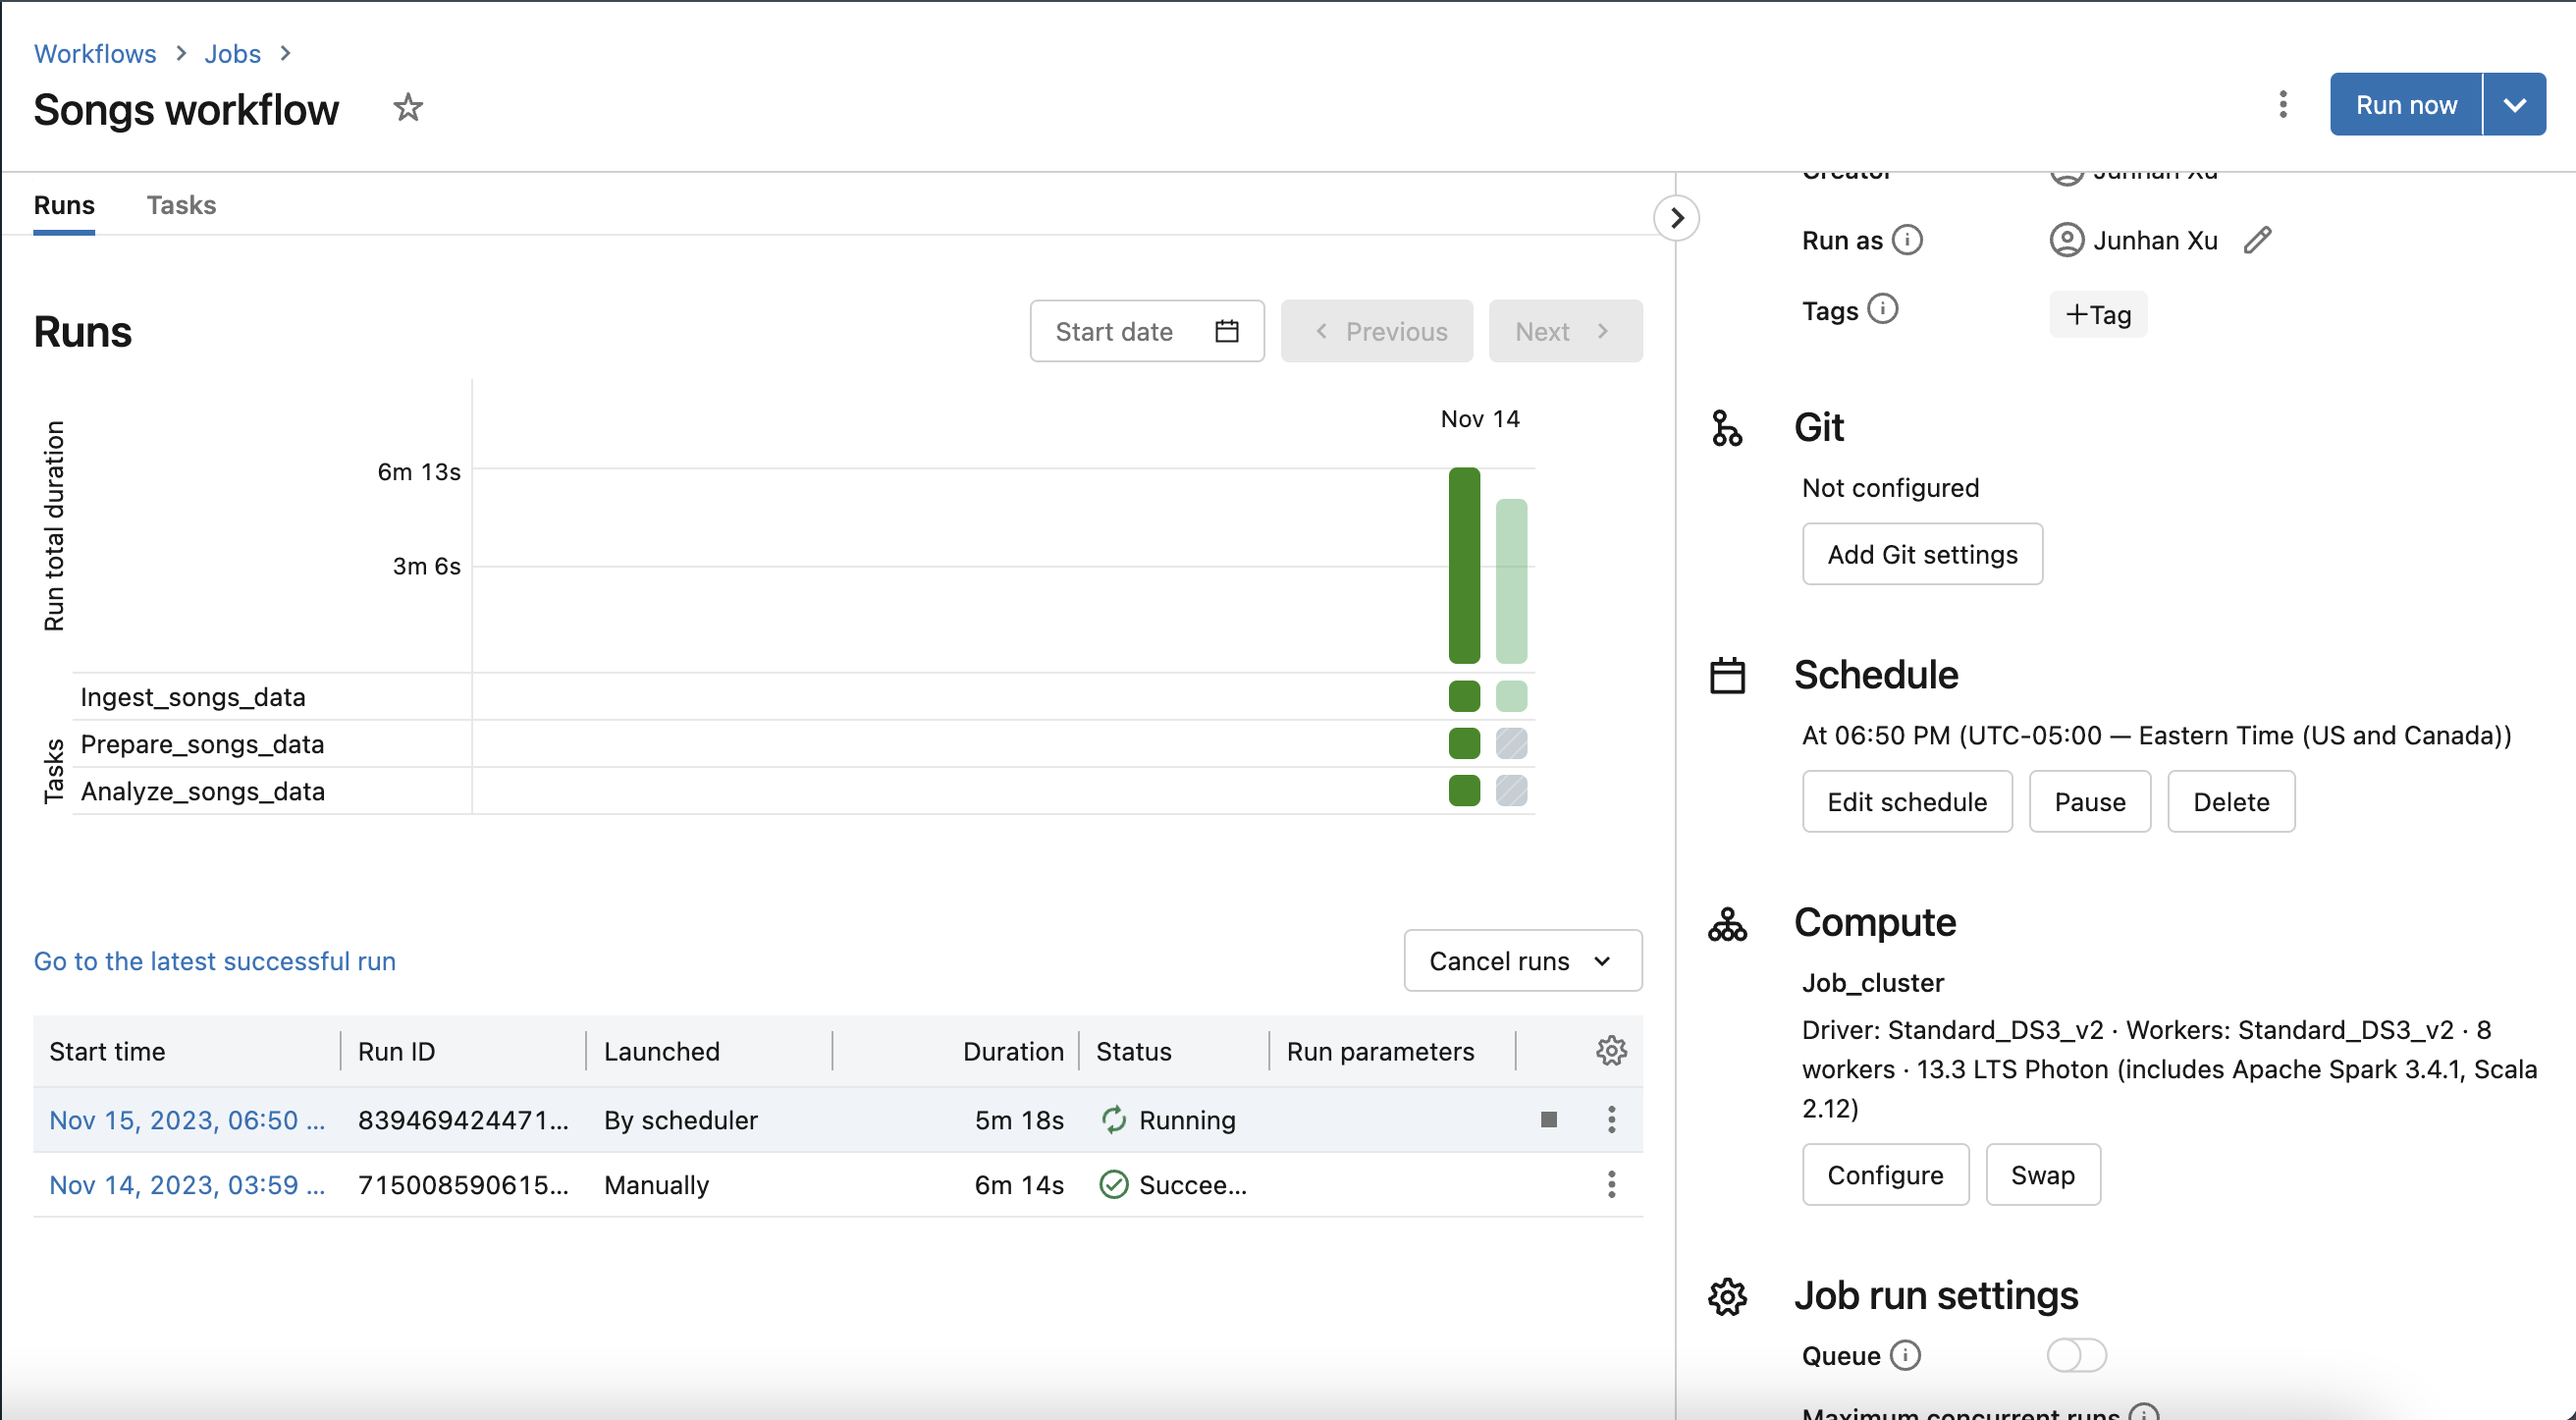 Workflows > Jobs >
Songs workflow
Run now
Runs Tasks
Runs
Start date
Previous
Next
Nov 14
Run total duration
6m 13s
3m 6s
Tasks
Ingest_songs_data
Prepare_songs_data
Analyze_songs_data
Go to the latest successful run
Cancel runs
Start time Run ID Launched Duration Status Run parameters
Nov 15, 2023, 06:50 ... 839469424471... By scheduler 5m 18s Running
Nov 14, 2023, 03:59 ... 715008590615... Manually 6m 14s Succee...
Creator Junhan Xu
Run as Junhan Xu
Tags +Tag
Git
Not configured
Add Git settings
Schedule
At 06:50 PM (UTC-05:00 — Eastern Time (US and Canada))
Edit schedule Pause Delete
Compute
Job_cluster
Driver: Standard_DS3_v2 · Workers: Standard_DS3_v2 · 8
workers · 13.3 LTS Photon (includes Apache Spark 3.4.1, Scala
2.12)
Configure Swap
Job run settings
Queue
Maximum concurrent runs